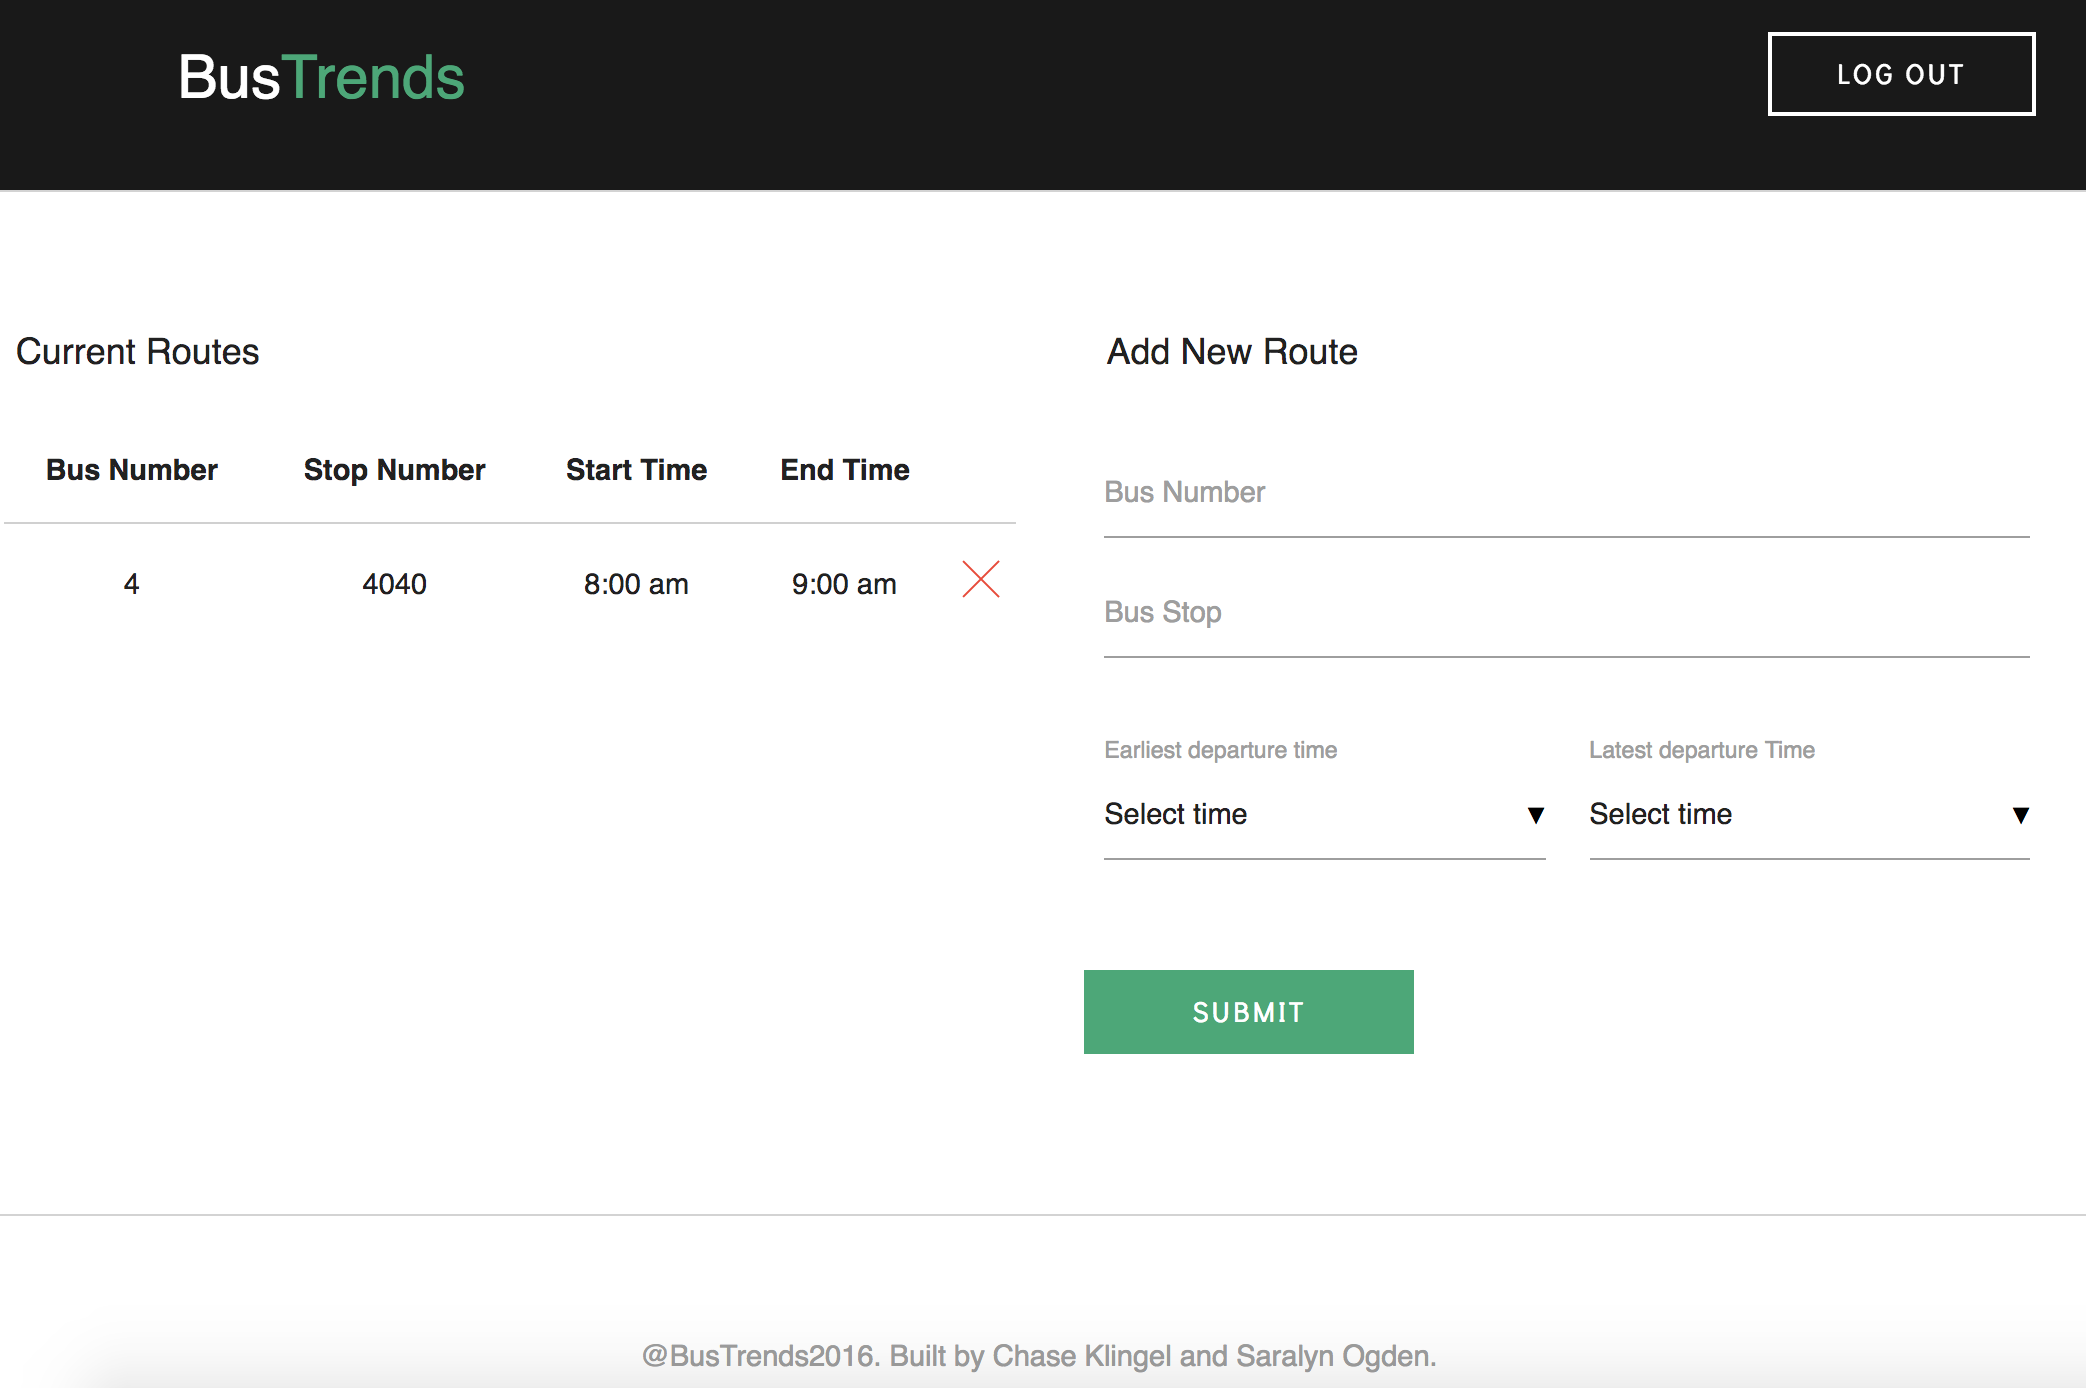 BusTrends
LOG OUT
Current Routes
Bus Number Stop Number Start Time End Time
4 4040 8:00 am 9:00 am
Add New Route
Bus Number
Bus Stop
Earliest departure time
Select time
Latest departure Time
Select time
SUBMIT
@BusTrends2016. Built by Chase Klingel and Saralyn Ogden.